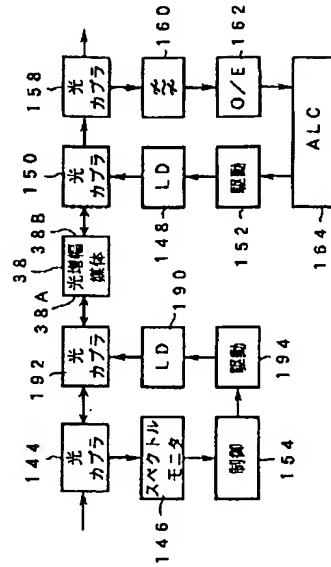 144
光
カプラ
192
光
カプラ
38
38A
38B
光増幅
媒体
150
光
カプラ
158
光
カプラ
146
スペクトル
モニタ
LD
190
LD
148
160
制御
154
駆動
194
駆動
152
O/E
162
ALC
164